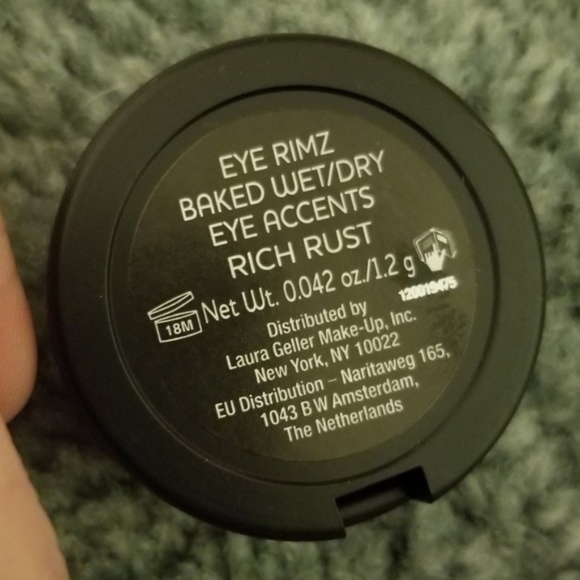 EYE RIMZ
BAKED WET/DRY
EYE ACCENTS
RICH RUST
18M Net Wt. 0.042 oz./1.2 g
120019475
Distributed by
Laura Geller Make-Up, Inc.
New York, NY 10022
EU Distribution – Naritaweg 165,
1043 B W Amsterdam,
The Netherlands